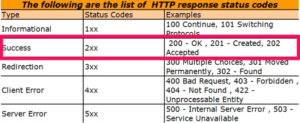 The following are the list of HTTP response status codes
Type Status Codes Examples
Informational 1xx 100 Continue, 101 Switching
Protocols
Success 2xx 200 - OK , 201 - Created, 202
Accepted
Redirection 3xx 300 Multiple Choices, 301 Moved
Permanently, 302 - Found
Client Error 4xx 400 Bad Request, 403 - Forbidden ,
404 - Not Found , 422 -
Unprocessable Entity
Server Error 5xx 500 - Internal Server Error , 503 -
Service Unavailable